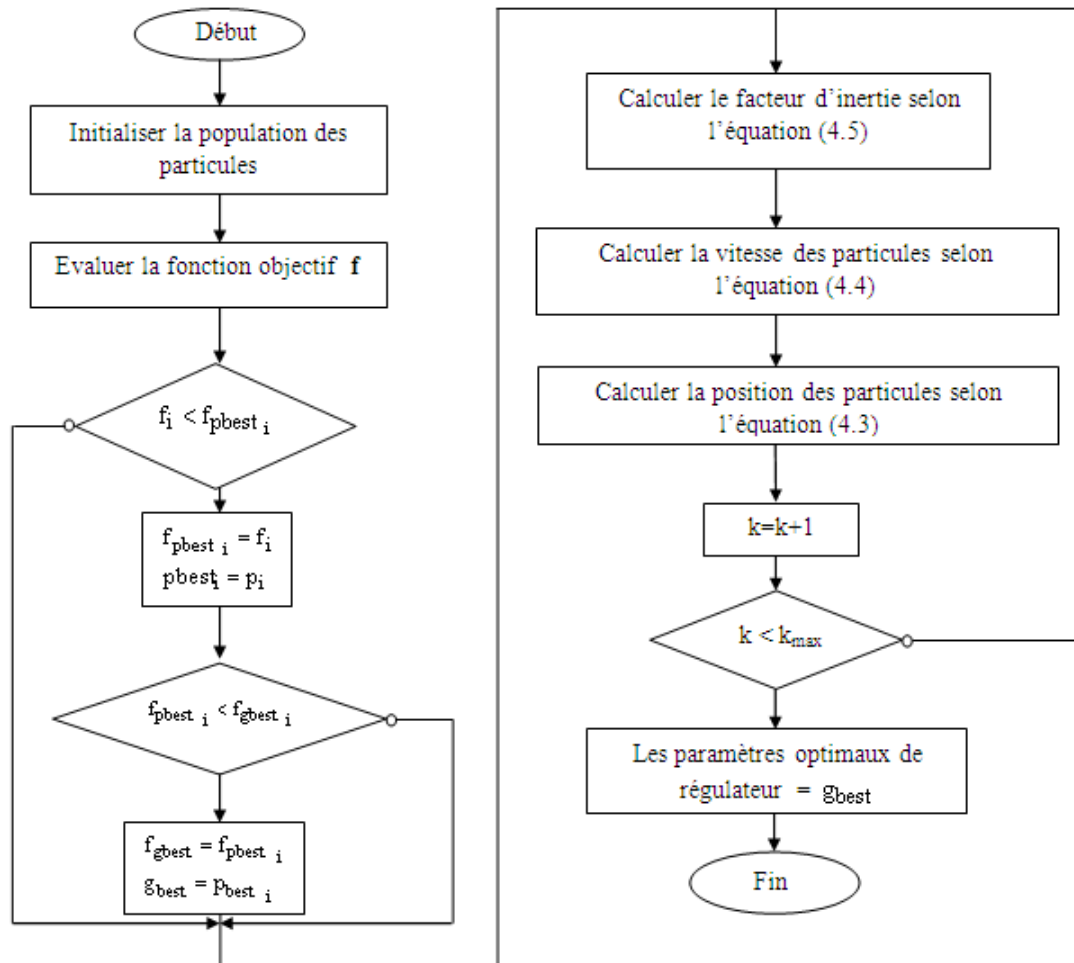 Début
Initialiser la population des
particules
Evaluer la fonction objectif f
fi < fpbest i
fpbest i = fi
pbesti = pi
fpbest i < fgbest i
fgbest = fpbest i
gbest = pbest i
Calculer le facteur d'inertie selon
l'équation (4.5)
Calculer la vitesse des particules selon
l'équation (4.4)
Calculer la position des particules selon
l'équation (4.3)
k=k+1
k < kmax
Les paramètres optimaux de
régulateur = gbest
Fin